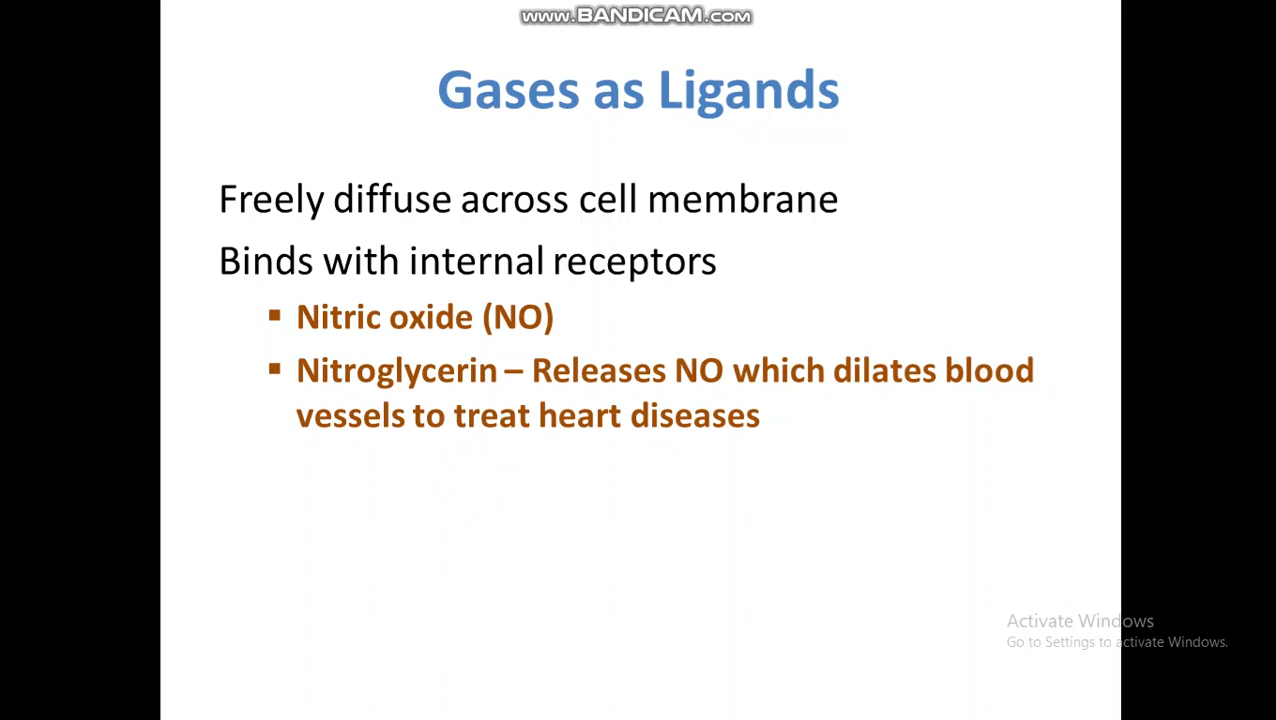 www.BANDICAM.com
Gases as Ligands
Freely diffuse across cell membrane
Binds with internal receptors
▪ Nitric oxide (NO)
▪ Nitroglycerin – Releases NO which dilates blood
vessels to treat heart diseases
Activate Windows
Go to Settings to activate Windows.